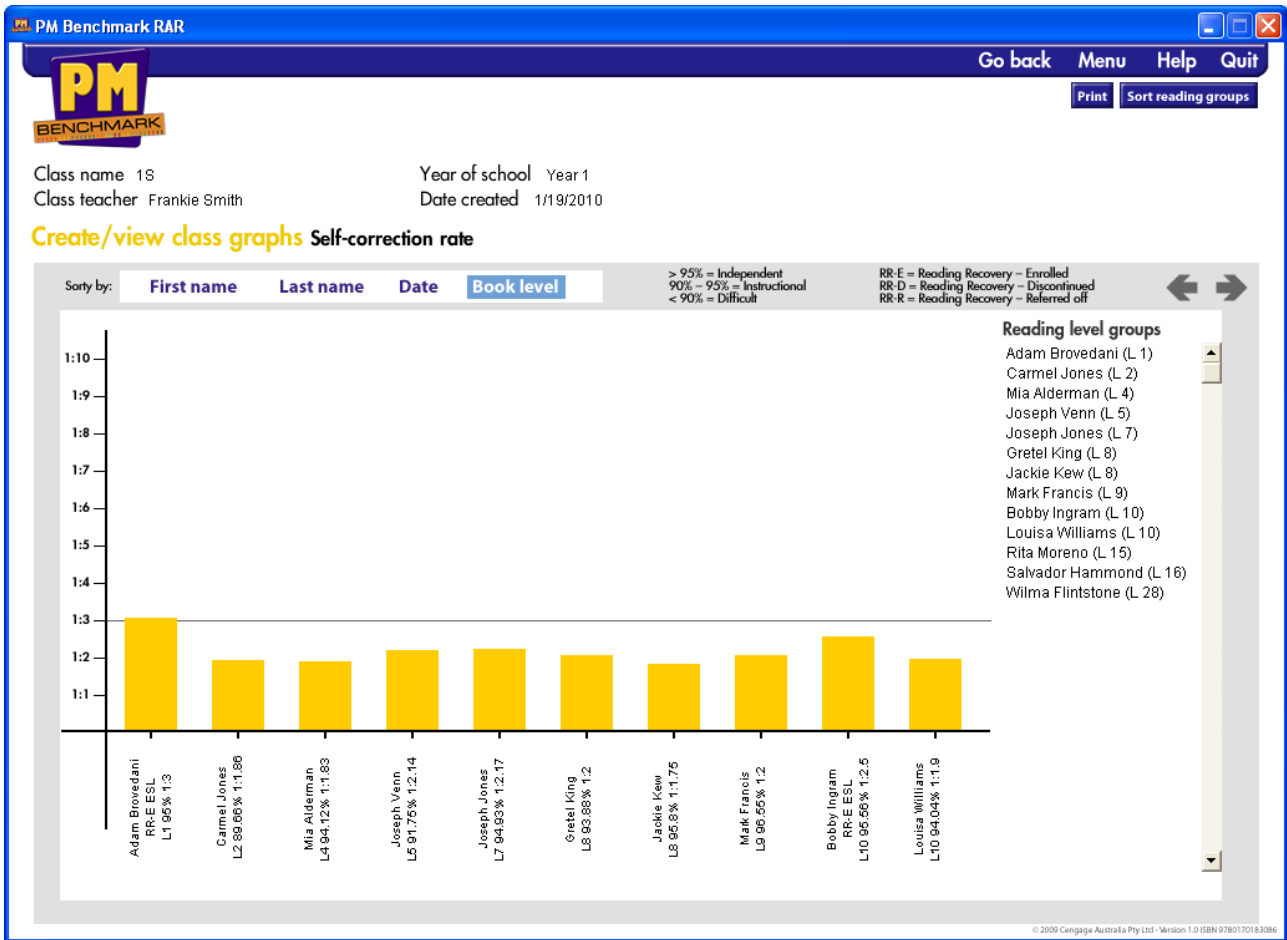 PM Benchmark RAR
Go back Menu Help Quit
Print Sort reading groups
PM
BENCHMARK
Class name 1S Year of school Year 1
Class teacher Frankie Smith Date created 1/19/2010
Create/view class graphs Self-correction rate
Sorty by: First name Last name Date Book level
> 95% = Independent
90% – 95% = Instructional
< 90% = Difficult
RR-E = Reading Recovery – Enrolled
RR-D = Reading Recovery – Discontinued
RR-R = Reading Recovery – Referred off
1:10
1:9
1:8
1:7
1:6
1:5
1:4
1:3
1:2
1:1
Adam Brovedani
RR-E ESL
L1 95% 1:3
Carmel Jones
L2 89.66% 1:1.86
Mia Alderman
L4 94.12% 1:1.83
Joseph Venn
L5 91.75% 1:2.14
Joseph Jones
L7 94.93% 1:2.17
Gretel King
L8 93.88% 1:2
Jackie Kew
L8 95.8% 1:1.75
Mark Francis
L9 96.55% 1:2
Bobby Ingram
RR-E ESL
L10 95.56% 1:2.5
Louisa Williams
L10 94.04% 1:1.9
Reading level groups
Adam Brovedani (L 1)
Carmel Jones (L 2)
Mia Alderman (L 4)
Joseph Venn (L 5)
Joseph Jones (L 7)
Gretel King (L 8)
Jackie Kew (L 8)
Mark Francis (L 9)
Bobby Ingram (L 10)
Louisa Williams (L 10)
Rita Moreno (L 15)
Salvador Hammond (L 16)
Wilma Flintstone (L 28)
© 2009 Cengage Australia Pty Ltd - Version 1.0 ISBN 9780170183086